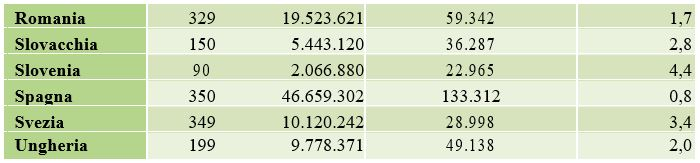 Romania 329 19.523.621 59.342 1,7
Slovacchia 150 5.443.120 36.287 2,8
Slovenia 90 2.066.880 22.965 4,4
Spagna 350 46.659.302 133.312 0,8
Svezia 349 10.120.242 28.998 3,4
Ungheria 199 9.778.371 49.138 2,0